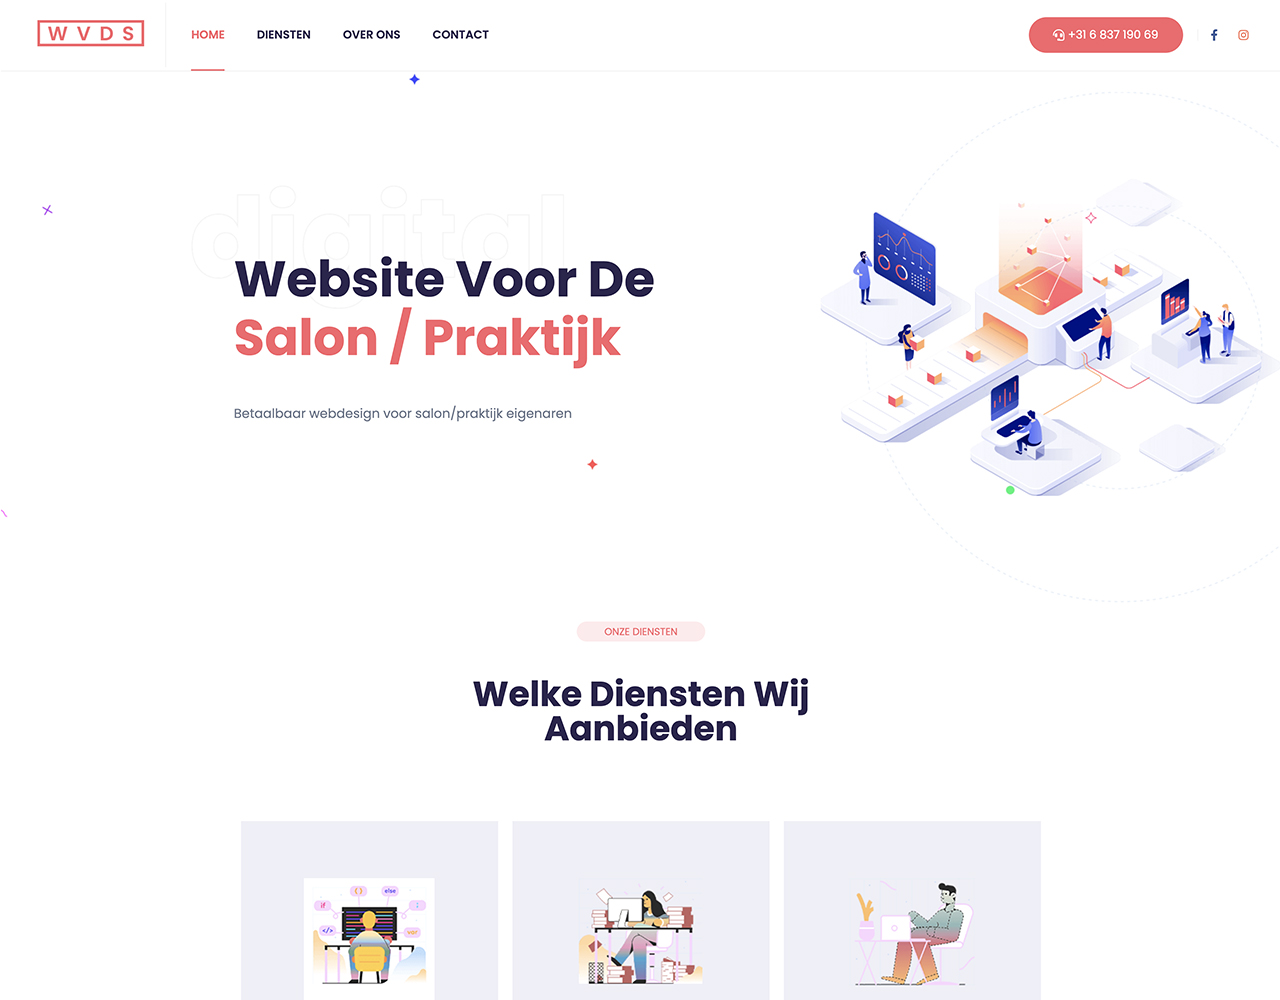 WVDS
HOME
DIENSTEN
OVER ONS
CONTACT
+31 6 837 190 69
digital
Website Voor De
Salon / Praktijk
Betaalbaar webdesign voor salon/praktijk eigenaren
ONZE DIENSTEN
Welke Diensten Wij
Aanbieden
{ }
else
if
;
</>
var